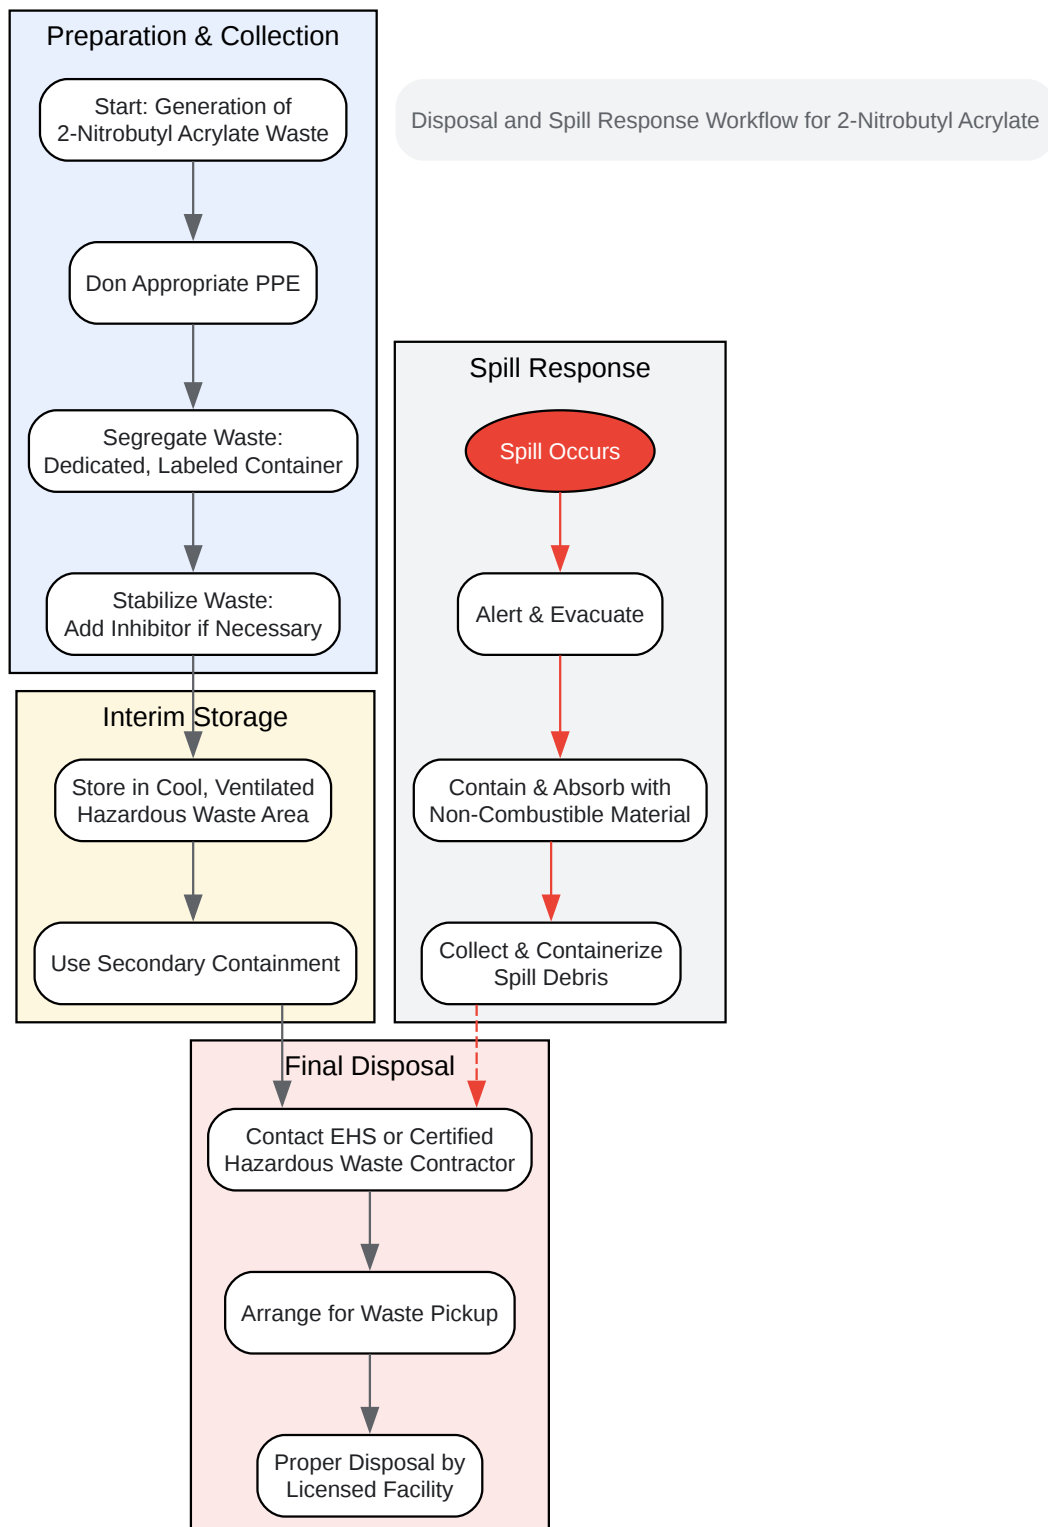 Preparation & Collection
Start: Generation of
2-Nitrobutyl Acrylate Waste
Disposal and Spill Response Workflow for 2-Nitrobutyl Acrylate
Don Appropriate PPE
Segregate Waste:
Dedicated, Labeled Container
Stabilize Waste:
Add Inhibitor if Necessary
Interim Storage
Store in Cool, Ventilated
Hazardous Waste Area
Use Secondary Containment
Spill Response
Spill Occurs
Alert & Evacuate
Contain & Absorb with
Non-Combustible Material
Collect & Containerize
Spill Debris
Final Disposal
Contact EHS or Certified
Hazardous Waste Contractor
Arrange for Waste Pickup
Proper Disposal by
Licensed Facility